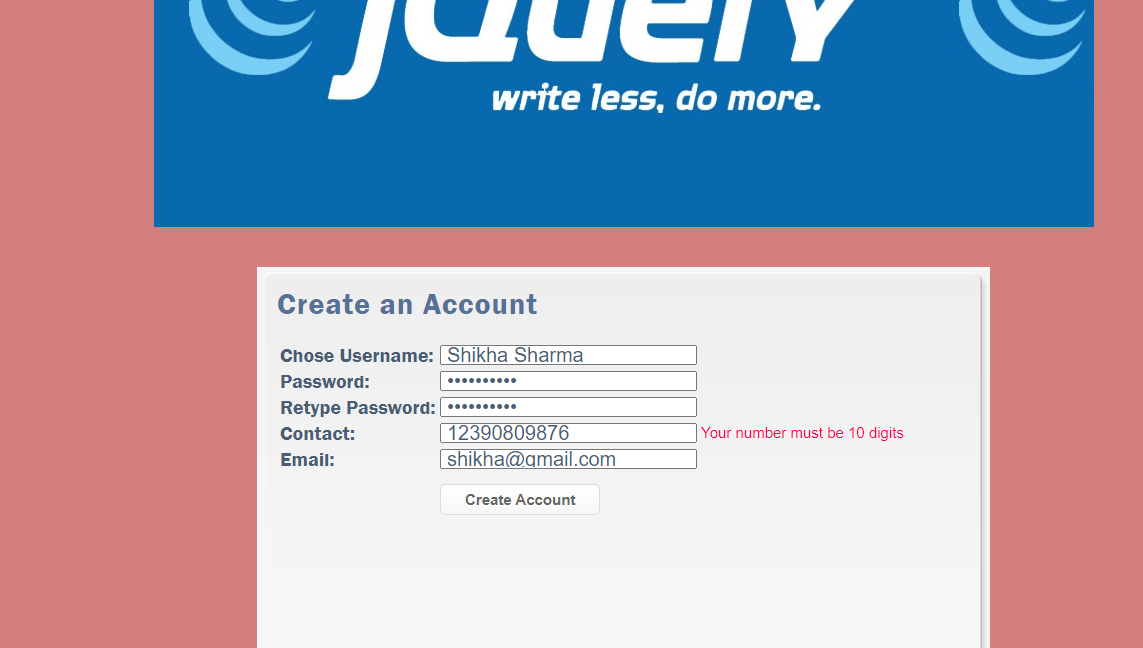 jQuery
write less, do more.
Create an Account
Chose Username: Shikha Sharma
Password: ••••••••••
Retype Password: ••••••••••
Contact: 12390809876 Your number must be 10 digits
Email: shikha@gmail.com
Create Account